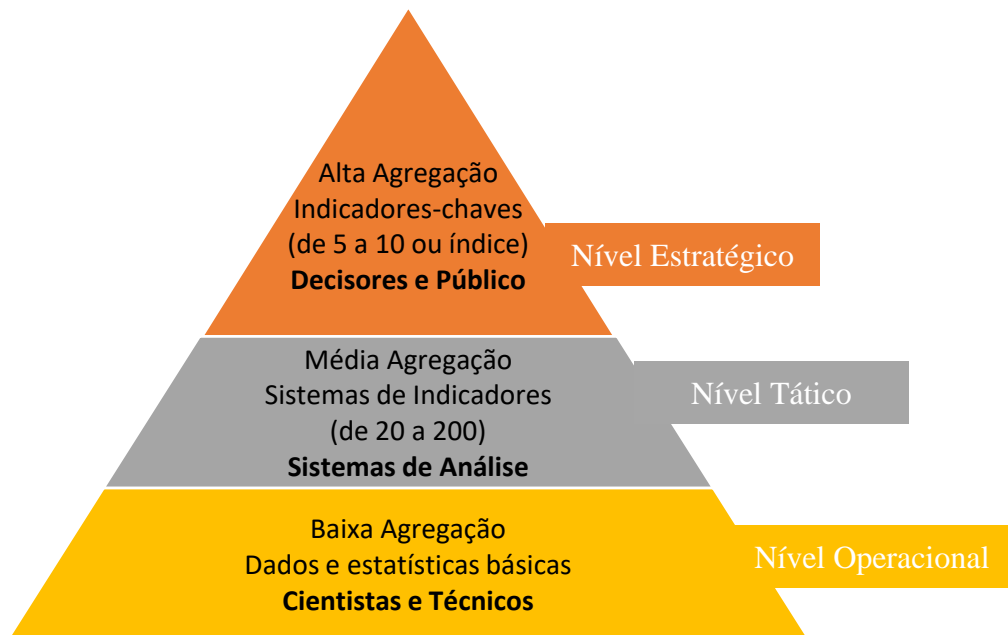 Alta Agregação
Indicadores-chaves
(de 5 a 10 ou índice)
Decisores e Público
Nível Estratégico
Média Agregação
Sistemas de Indicadores
(de 20 a 200)
Sistemas de Análise
Nível Tático
Baixa Agregação
Dados e estatísticas básicas
Cientistas e Técnicos
Nível Operacional